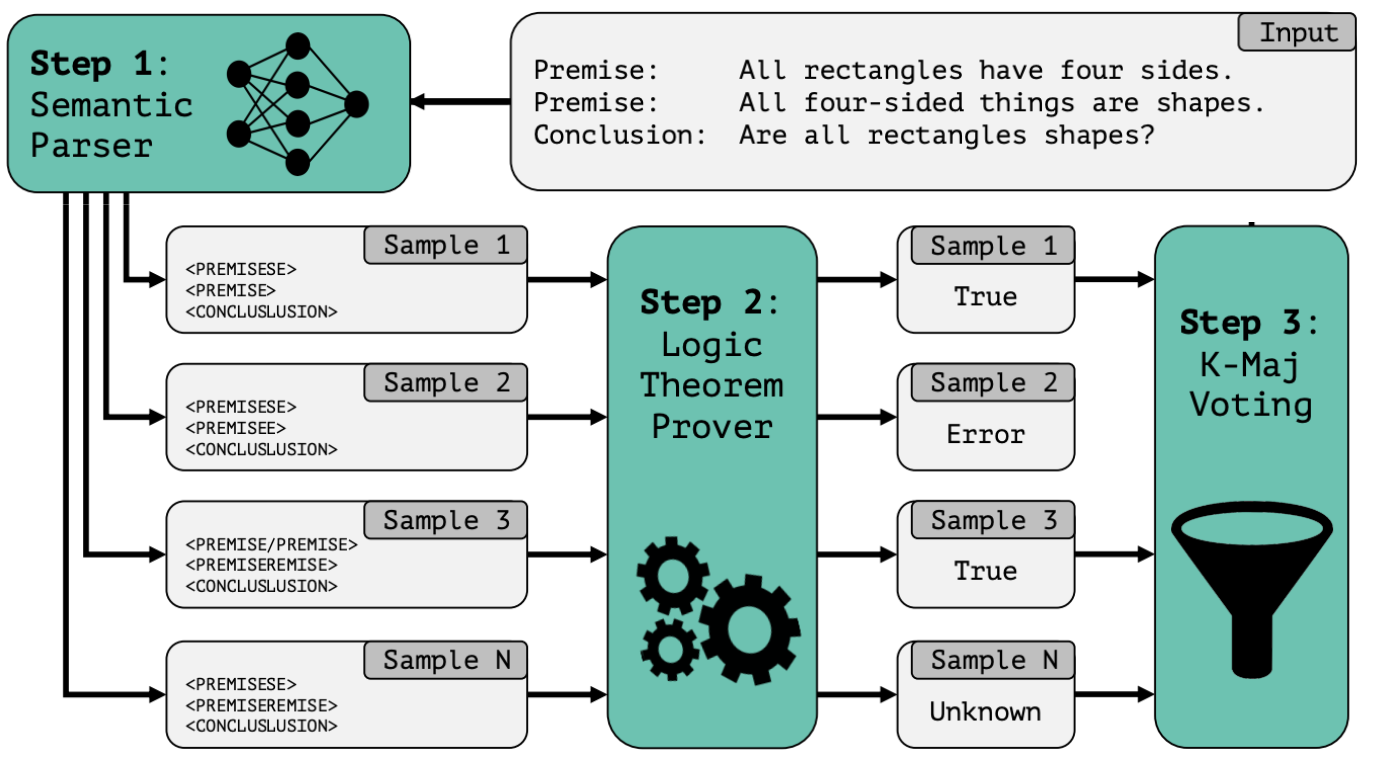 Step 1:
Semantic
Parser
Input
Premise: All rectangles have four sides.
Premise: All four-sided things are shapes.
Conclusion: Are all rectangles shapes?
Sample 1
<PREMISESE>
<PREMISE>
<CONCLUSLUSION>
Sample 2
<PREMISESE>
<PREMISEE>
<CONCLUSLUSION>
Sample 3
<PREMISE/PREMISE>
<PREMISEREMISE>
<CONCLUSLUSION>
Sample N
<PREMISESE>
<PREMISEREMISE>
<CONCLUSLUSION>
Step 2:
Logic
Theorem
Prover
Sample 1
True
Sample 2
Error
Sample 3
True
Sample N
Unknown
Step 3:
K-Maj
Voting